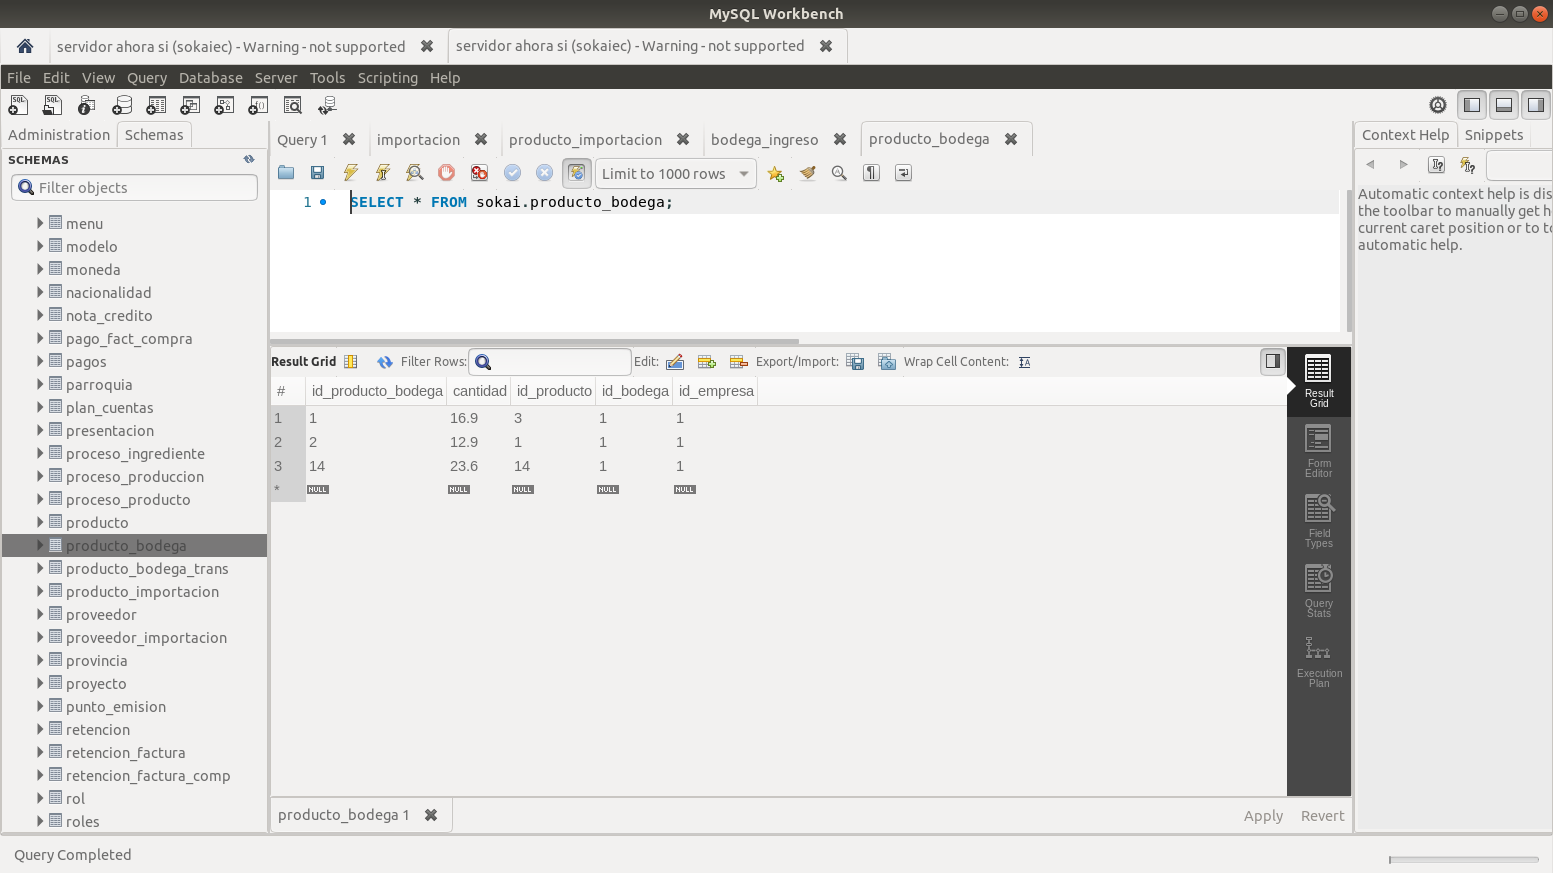 MySQL Workbench
servidor ahora si (sokaiec) - Warning - not supported
servidor ahora si (sokaiec) - Warning - not supported
File Edit View Query Database Server Tools Scripting Help
Administration Schemas
SCHEMAS
Filter objects
menu
modelo
moneda
nacionalidad
nota_credito
pago_fact_compra
pagos
parroquia
plan_cuentas
presentacion
proceso_ingrediente
proceso_produccion
proceso_producto
producto
producto_bodega
producto_bodega_trans
producto_importacion
proveedor
proveedor_importacion
provincia
proyecto
punto_emision
retencion
retencion_factura
retencion_factura_comp
rol
roles
Query 1 importacion producto_importacion bodega_ingreso producto_bodega
Limit to 1000 rows
1 SELECT * FROM sokai.producto_bodega;
Result Grid Filter Rows: Edit: Export/Import: Wrap Cell Content:
# id_producto_bodega cantidad id_producto id_bodega id_empresa
1 1 16.9 3 1 1
2 2 12.9 1 1 1
3 14 23.6 14 1 1
* NULL NULL NULL NULL NULL
Result
Grid
Form
Editor
Field
Types
Query
Stats
Execution
Plan
producto_bodega 1
Apply Revert
Context Help Snippets
Automatic context help is dis
the toolbar to manually get h
current caret position or to to
automatic help.
Query Completed